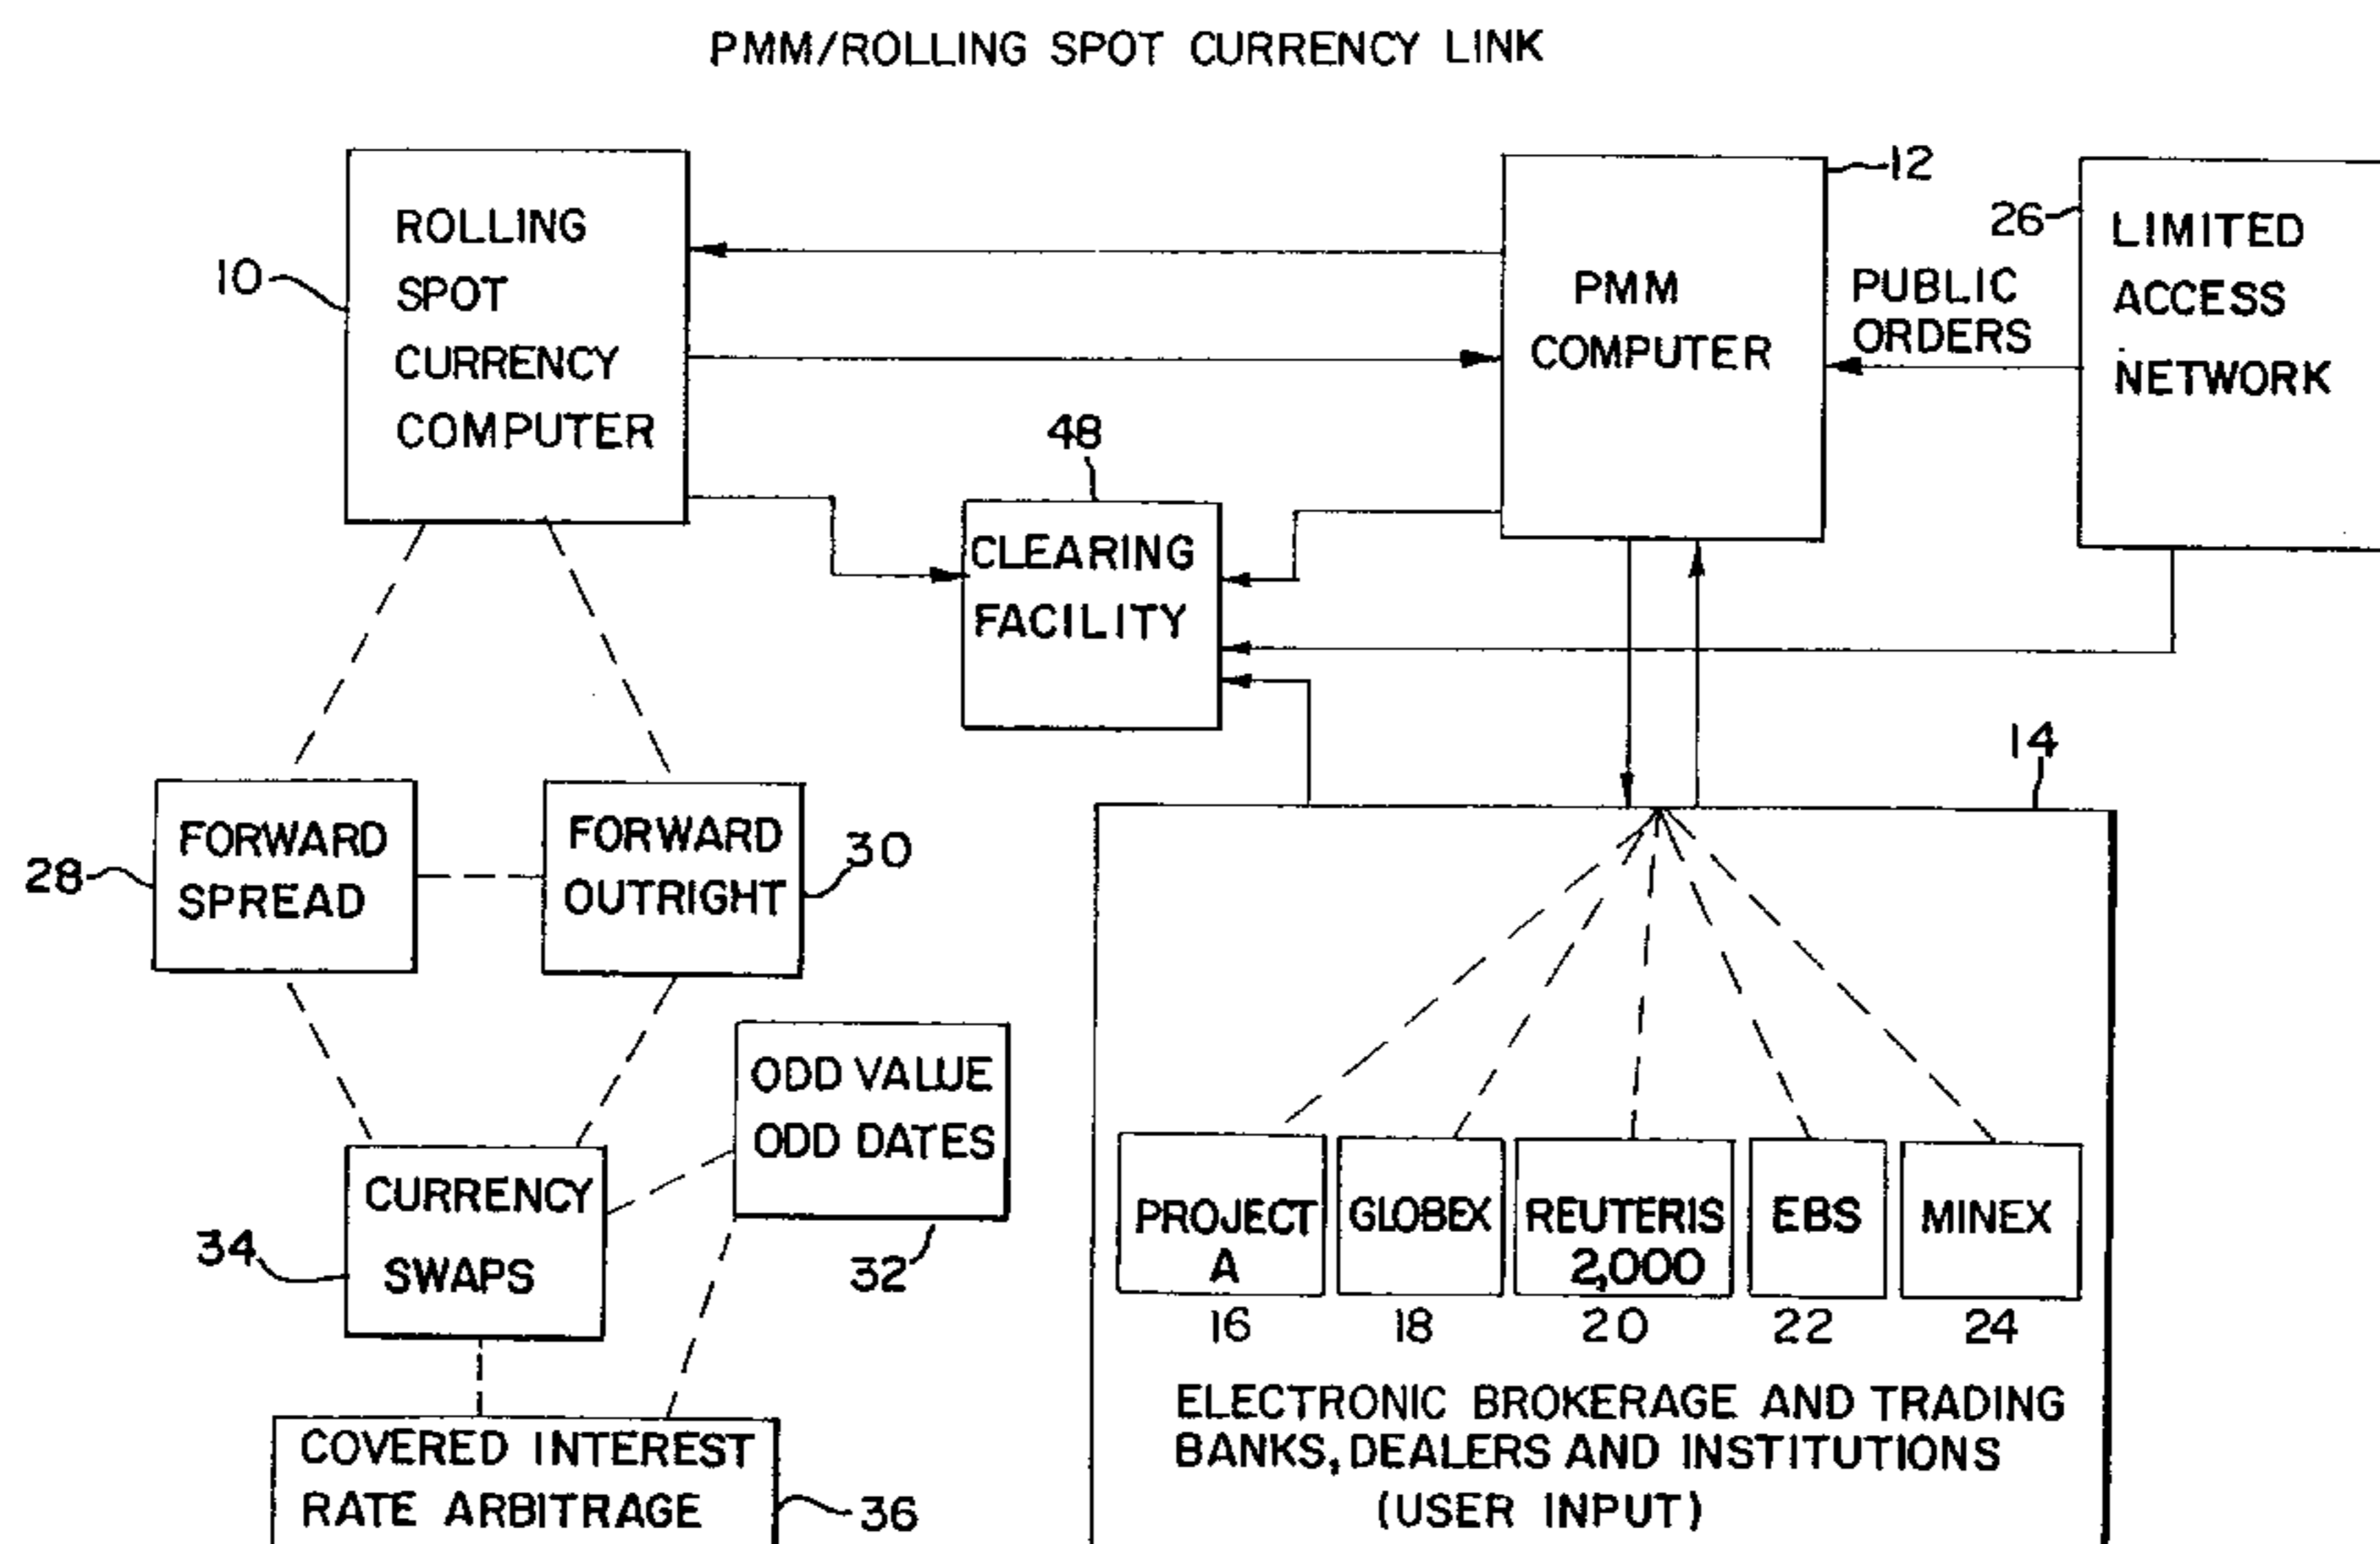 PMM/ROLLING SPOT CURRENCY LINK
10
ROLLING
SPOT
CURRENCY
COMPUTER
12
PMM
COMPUTER
PUBLIC
ORDERS
26
LIMITED
ACCESS
NETWORK
48
CLEARING
FACILITY
28
FORWARD
SPREAD
FORWARD
OUTRIGHT
30
ODD VALUE
ODD DATES
32
34
CURRENCY
SWAPS
COVERED INTEREST
RATE ARBITRAGE
36
14
PROJECT
A
GLOBEX
REUTERIS
2,000
EBS
MINEX
16
18
20
22
24
ELECTRONIC BROKERAGE AND TRADING
BANKS, DEALERS AND INSTITUTIONS
(USER INPUT)